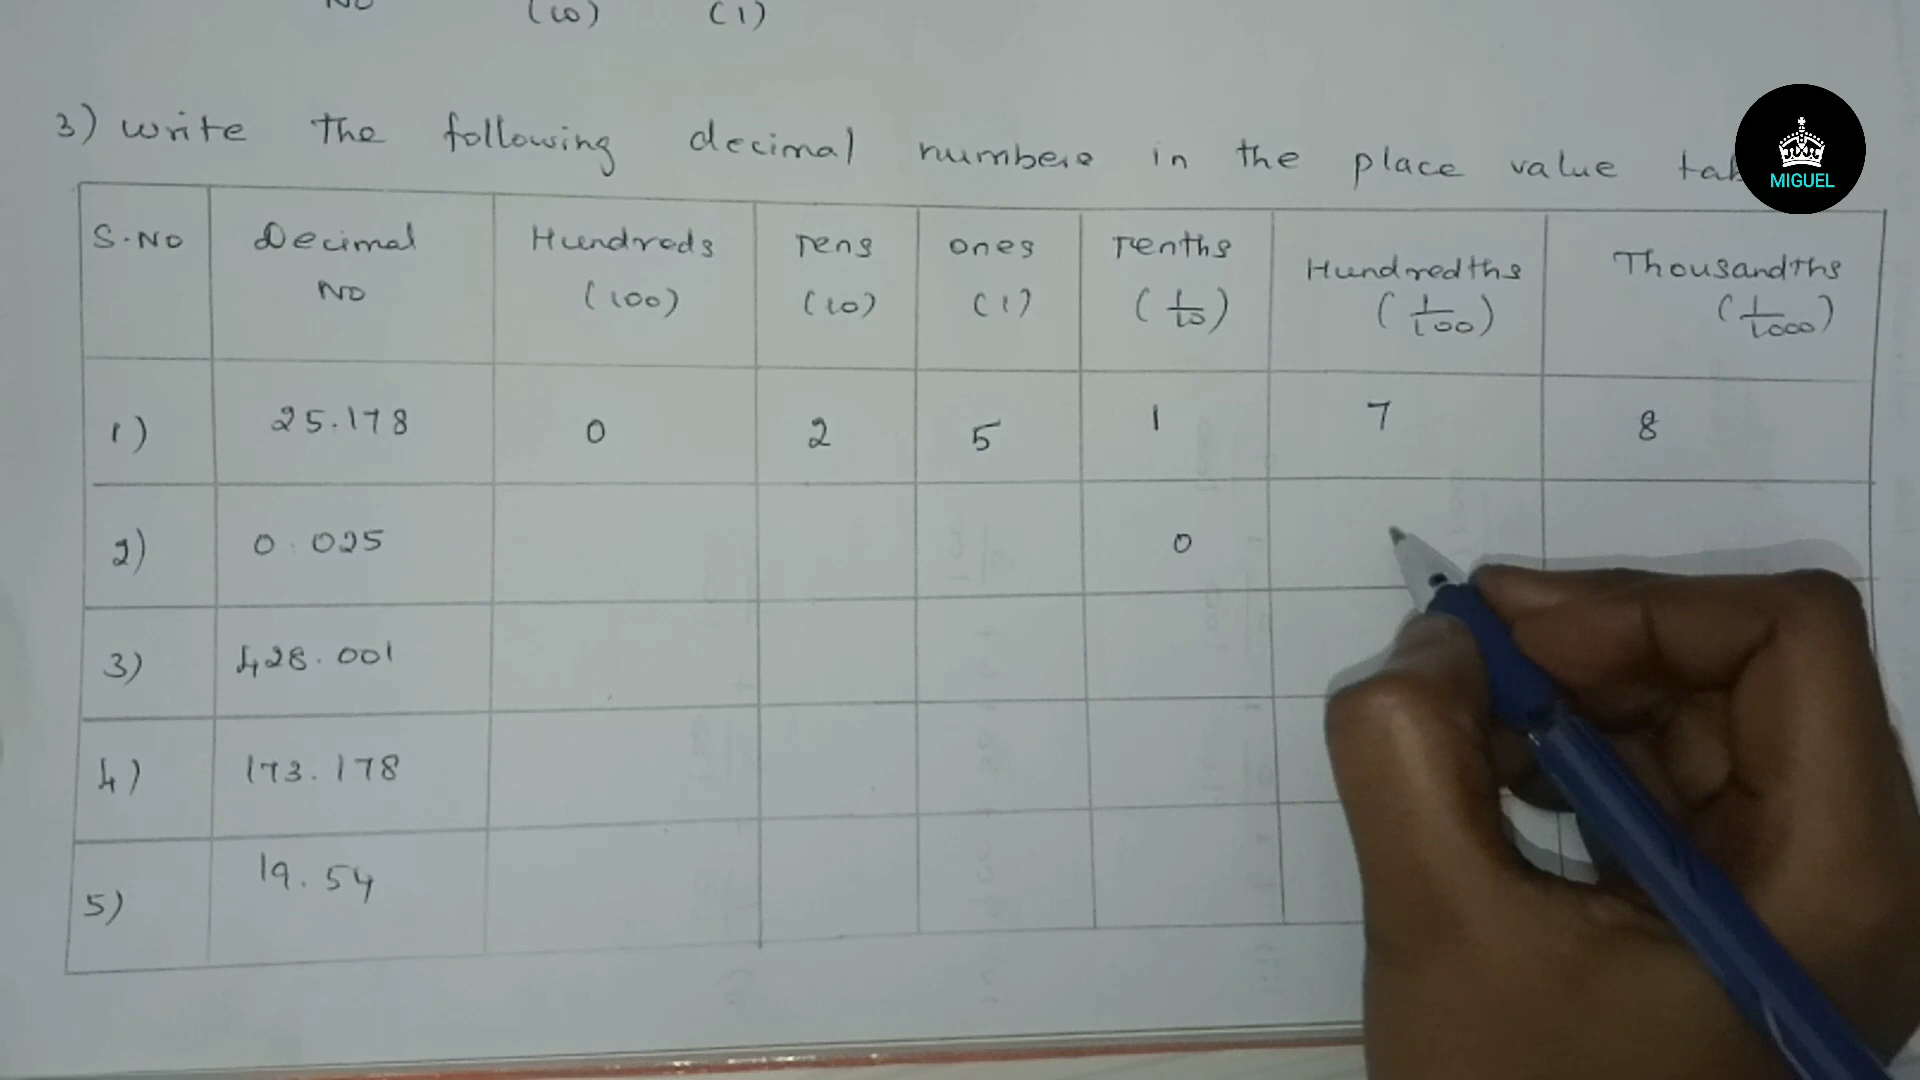 NO (10) (1)
3) write the following decimal numbers in the place value
MIGUEL
S.NO Decimal NO Hundreds (100) Tens (10) ones (1) Tenths (1/10) Hundredths (1/100) Thousandths (1/1000)
1) 25.178 0 2 5 1 7 8
2) 0.025 0
3) 428.001
4) 173.178
5) 19.54